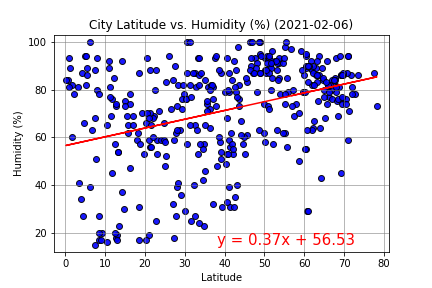 City Latitude vs. Humidity (%) (2021-02-06)
100
80
60
40
20
Humidity (%)
y = 0.37x + 56.53
0 10 20 30 40 50 60 70 80
Latitude